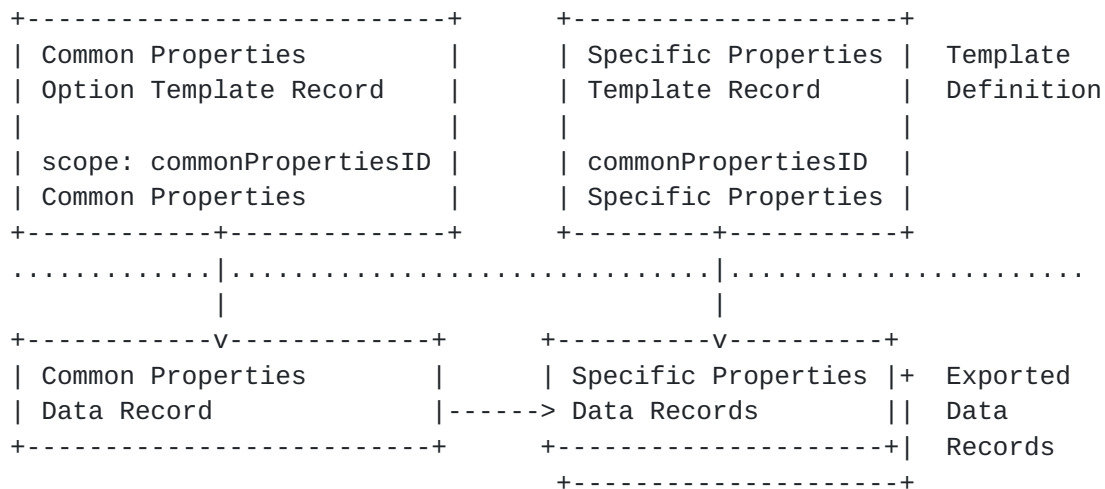 +----------------------------+      +---------------------+
| Common Properties          |      | Specific Properties |  Template
| Option Template Record     |      | Template Record     |  Definition
|                            |      |                     |
| scope: commonPropertiesID  |      | commonPropertiesID  |
| Common Properties          |      | Specific Properties |
+------------+---------------+      +---------+-----------+
.............|...............................|.......................
             |                               |
+------------v-------------+      +----------v----------+
| Common Properties        |      | Specific Properties |+  Exported
| Data Record              |------> Data Records        ||  Data
+--------------------------+      +---------------------+|  Records
                                   +---------------------+